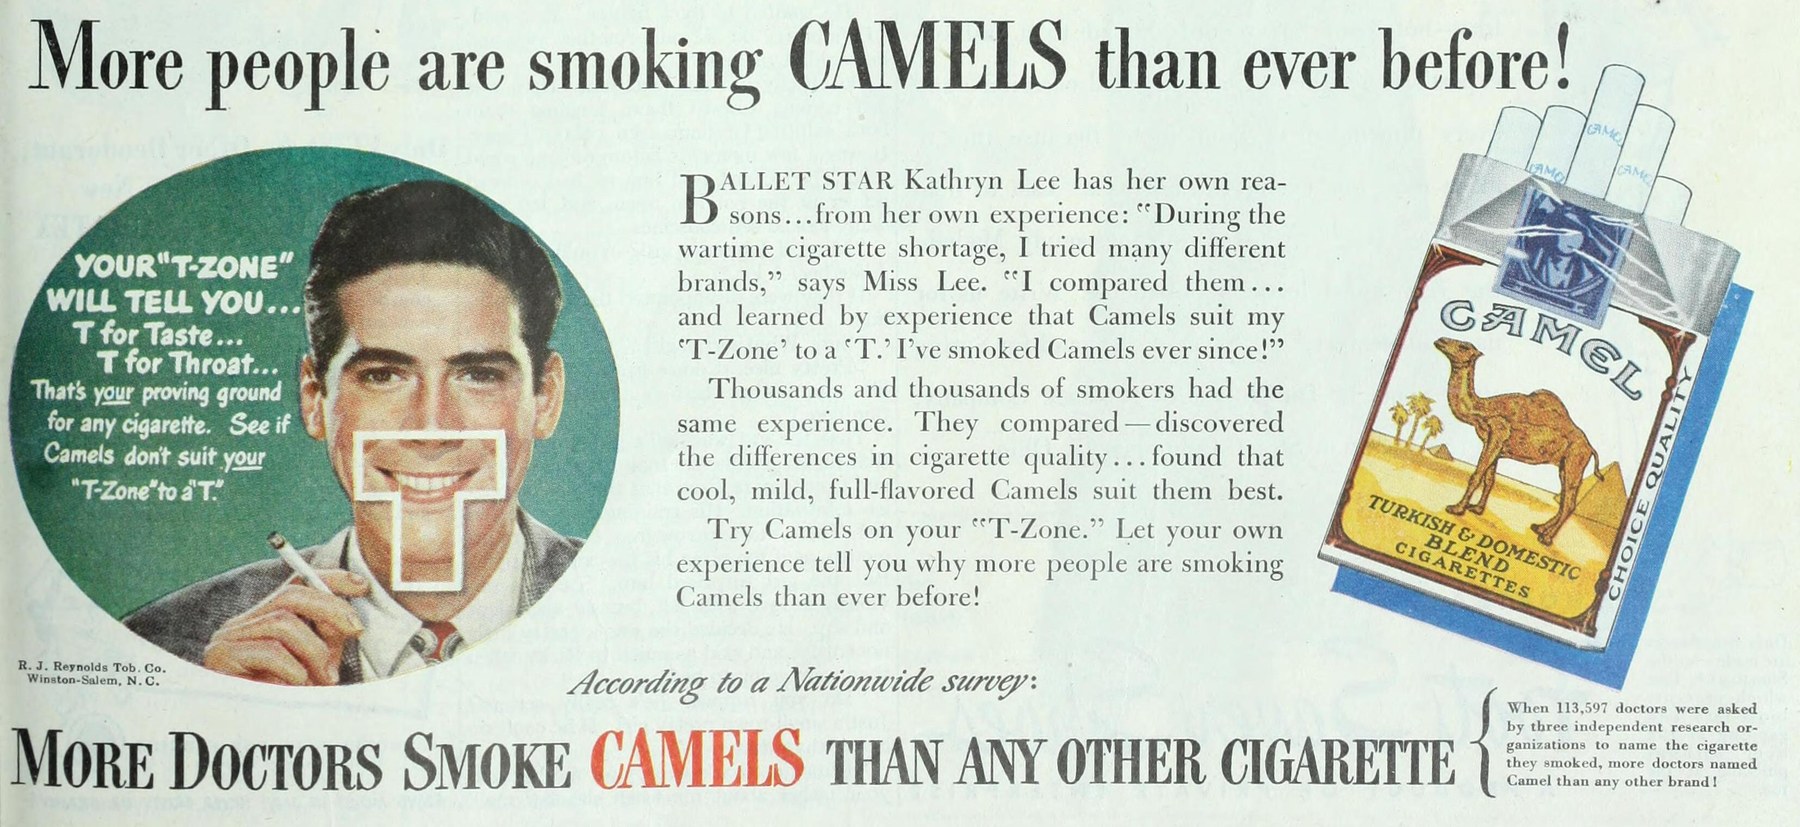 More people are smoking CAMELS than ever before!
YOUR "T-ZONE"
WILL TELL YOU...
T for Taste...
T for Throat...
That's your proving ground
for any cigarette. See if
Camels don't suit your
"T-Zone" to a "T."
T
R. J. Reynolds Tob. Co.
Winston-Salem, N. C.
BALLET STAR Kathryn Lee has her own rea-
sons...from her own experience: "During the
wartime cigarette shortage, I tried many different
brands," says Miss Lee. "I compared them...
and learned by experience that Camels suit my
'T-Zone' to a 'T.' I've smoked Camels ever since!"
Thousands and thousands of smokers had the
same experience. They compared—discovered
the differences in cigarette quality...found that
cool, mild, full-flavored Camels suit them best.
Try Camels on your "T-Zone." Let your own
experience tell you why more people are smoking
Camels than ever before!
CAMEL
CAMEL
TURKISH & DOMESTIC
BLEND
CIGARETTES
CHOICE QUALITY
According to a Nationwide survey:
MORE DOCTORS SMOKE CAMELS THAN ANY OTHER CIGARETTE
When 113,597 doctors were asked
by three independent research or-
ganizations to name the cigarette
they smoked, more doctors named
Camel than any other brand!